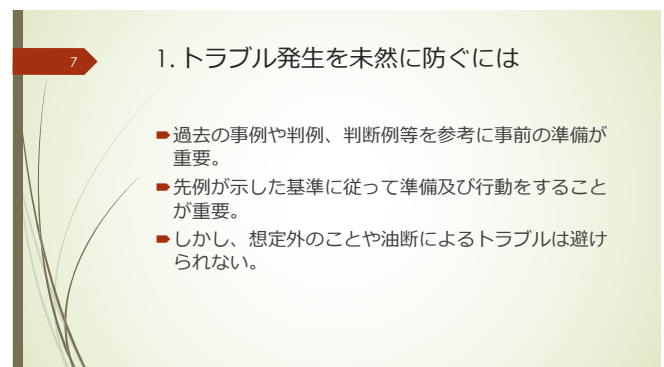 7
1. トラブル発生を未然に防ぐには
過去の事例や判例、判断例等を参考に事前の準備が
重要。
先例が示した基準に従って準備及び行動をすること
が重要。
しかし、想定外のことや油断によるトラブルは避け
られない。